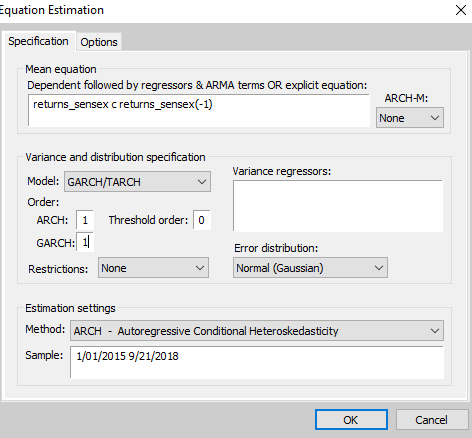 Equation Estimation
Specification Options
Mean equation
Dependent followed by regressors & ARMA terms OR explicit equation:
returns_sensex c returns_sensex(-1)
ARCH-M:
None
Variance and distribution specification
Model: GARCH/TARCH
Variance regressors:
Order:
ARCH: 1 Threshold order: 0
GARCH: 1
Error distribution:
Restrictions: None
Normal (Gaussian)
Estimation settings
Method: ARCH - Autoregressive Conditional Heteroskedasticity
Sample: 1/01/2015 9/21/2018
OK Cancel